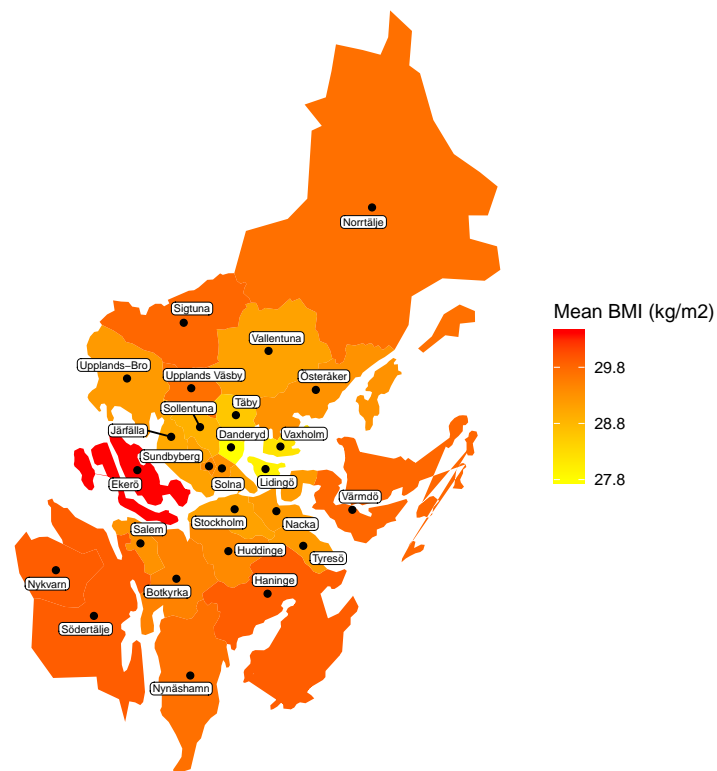 Norrtälje
Sigtuna
Mean BMI (kg/m2)
Vallentuna
Upplands–Bro
Upplands Väsby
Österåker
29.8
Sollentuna
Täby
28.8
Järfälla
Danderyd
Vaxholm
Sundbyberg
27.8
Ekerö
Solna
Lidingö
Värmdö
Stockholm
Nacka
Salem
Huddinge
Tyresö
Nykvarn
Botkyrka
Haninge
Södertälje
Nynäshamn